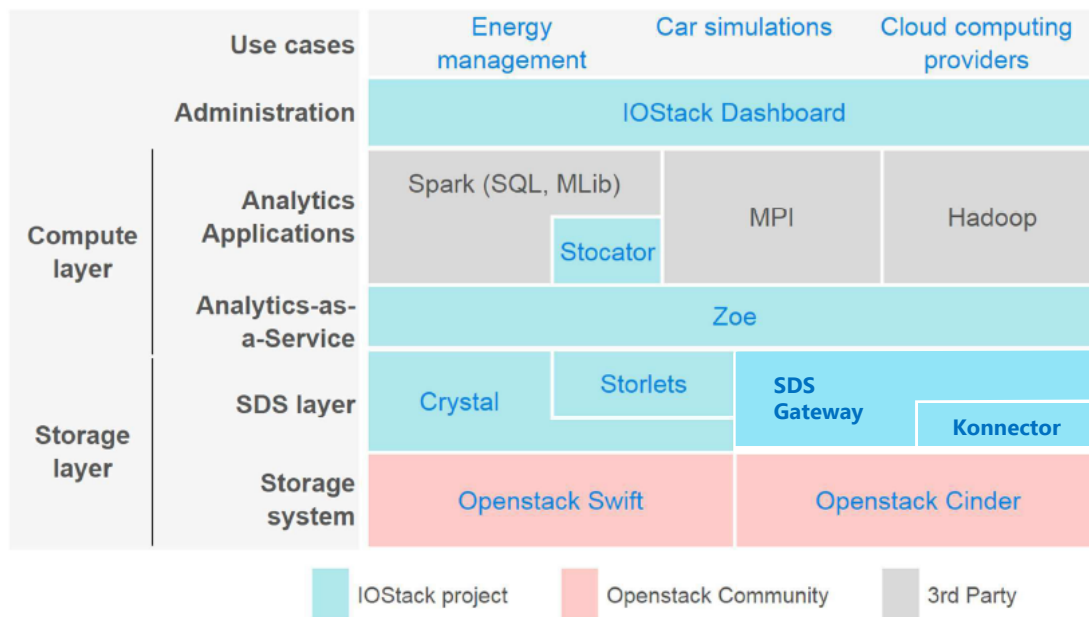 Use cases
Energy
management
Car simulations
Cloud computing
providers
Administration
IOStack Dashboard
Compute
layer
Analytics
Applications
Spark (SQL, MLib)
Stocator
MPI
Hadoop
Analytics-as-
a-Service
Zoe
Storage
layer
SDS layer
Crystal
Storlets
SDS
Gateway
Konnector
Storage
system
Openstack Swift
Openstack Cinder
IOStack project
Openstack Community
3rd Party